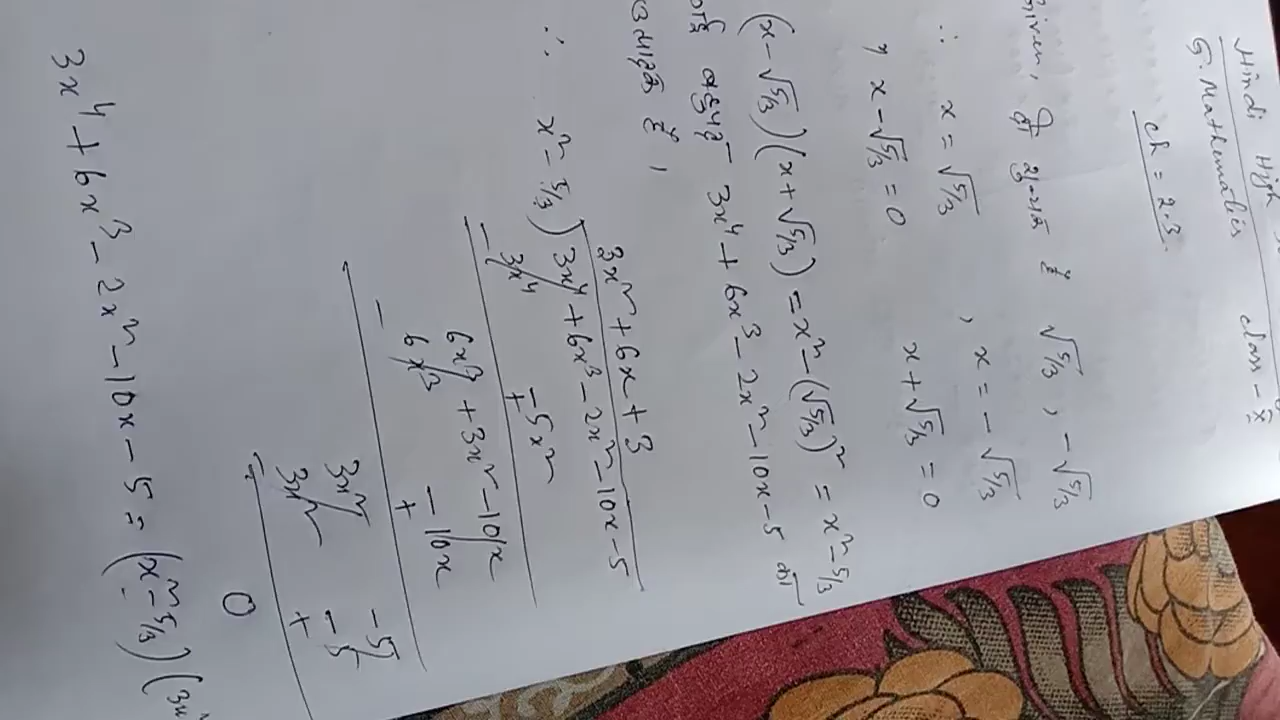 Hindi High
G. Mathematics class - X
ch = 2.3
Given, दो शून्यक है √5/3, -√5/3
∴ x = √5/3, x = -√5/3
x - √5/3 = 0 x + √5/3 = 0
(x - √5/3)(x + √5/3) = x² - (√5/3)² = x² - 5/3
बहुपद 3x⁴ + 6x³ - 2x² - 10x - 5 का
है,
3x² + 6x + 3
∴ x² - 5/3) 3x⁴ + 6x³ - 2x² - 10x - 5
3x⁴ - 5x²
- +
6x³ + 3x² - 10x
6x³ - 10x
- +
3x² - 5
3x² - 5
- +
0
3x⁴ + 6x³ - 2x² - 10x - 5 = (x² - 5/3)(3x²